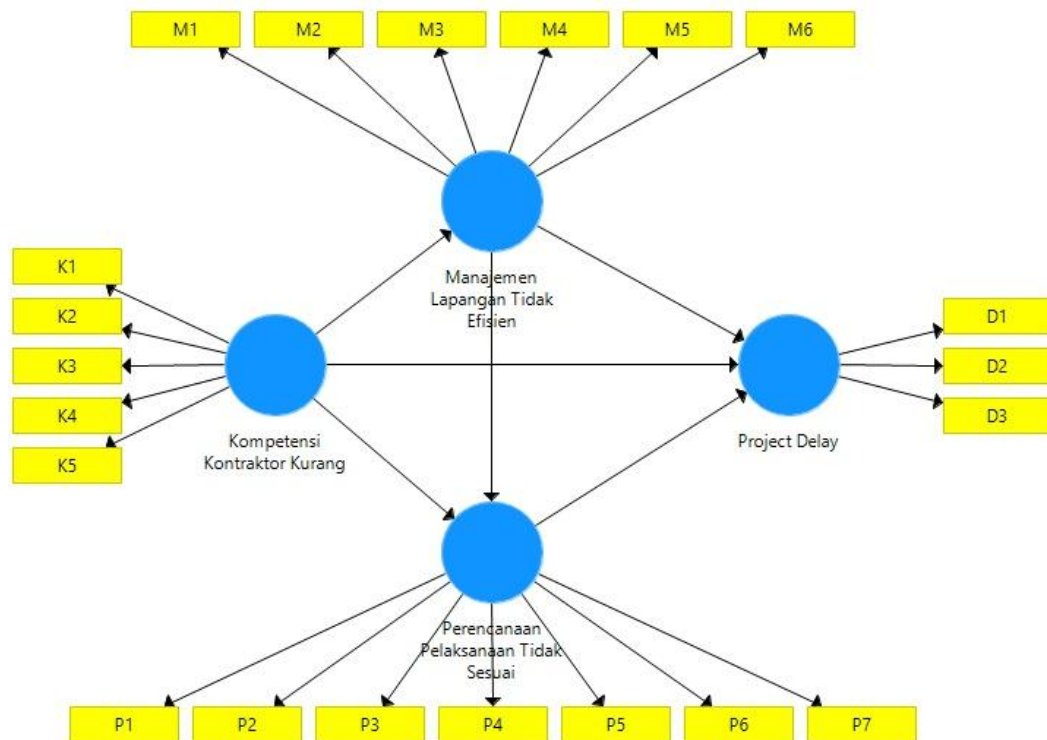 M1
M2
M3
M4
M5
M6
Manajemen
Lapangan Tidak
Efisien
K1
K2
K3
K4
K5
Kompetensi
Kontraktor Kurang
D1
D2
D3
Project Delay
Perencanaan
Pelaksanaan Tidak
Sesuai
P1
P2
P3
P4
P5
P6
P7